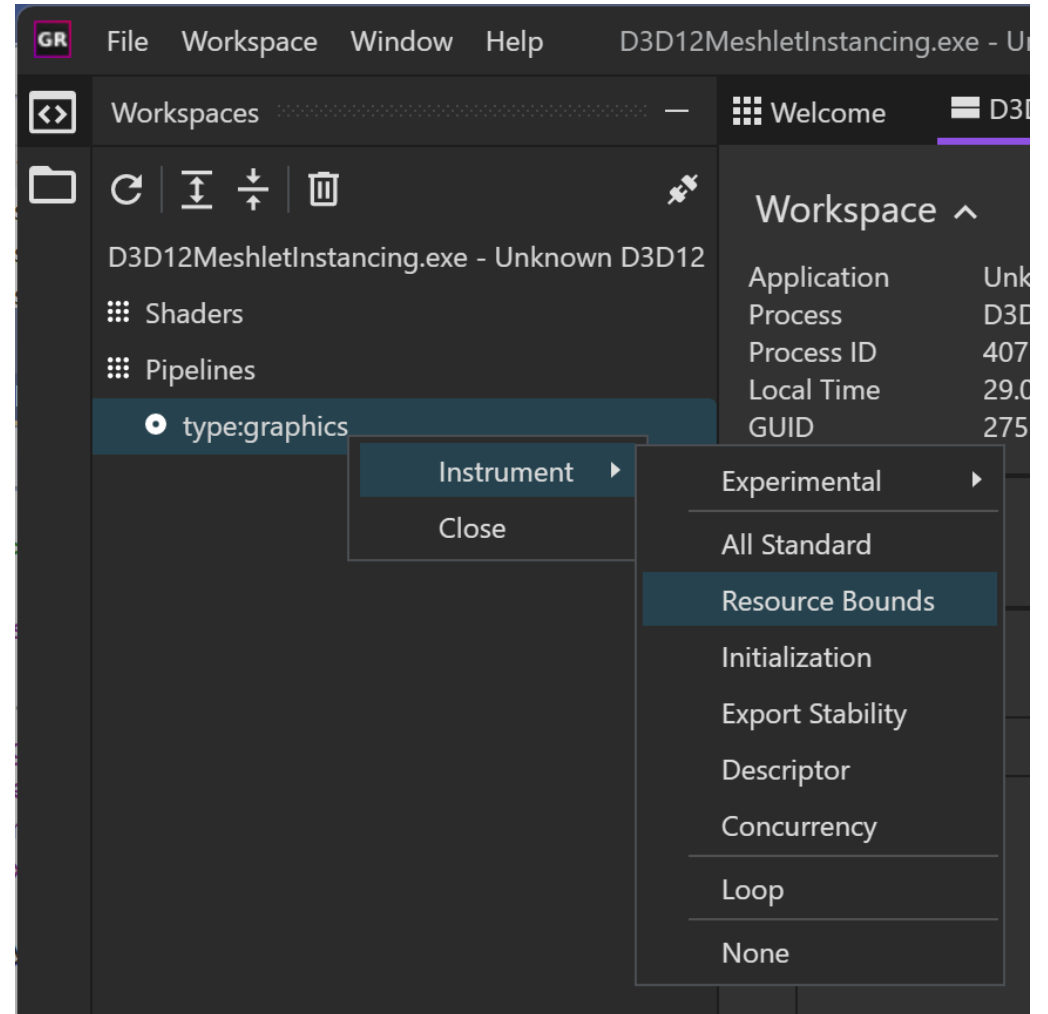 GR File Workspace Window Help D3D12MeshletInstancing.exe - Un
Workspaces
Welcome D3D
D3D12MeshletInstancing.exe - Unknown D3D12
Shaders
Pipelines
type:graphics
Workspace
Application Unk
Process D3D
Process ID 407
Local Time 29.0
GUID 275
Instrument
Close
Experimental
All Standard
Resource Bounds
Initialization
Export Stability
Descriptor
Concurrency
Loop
None